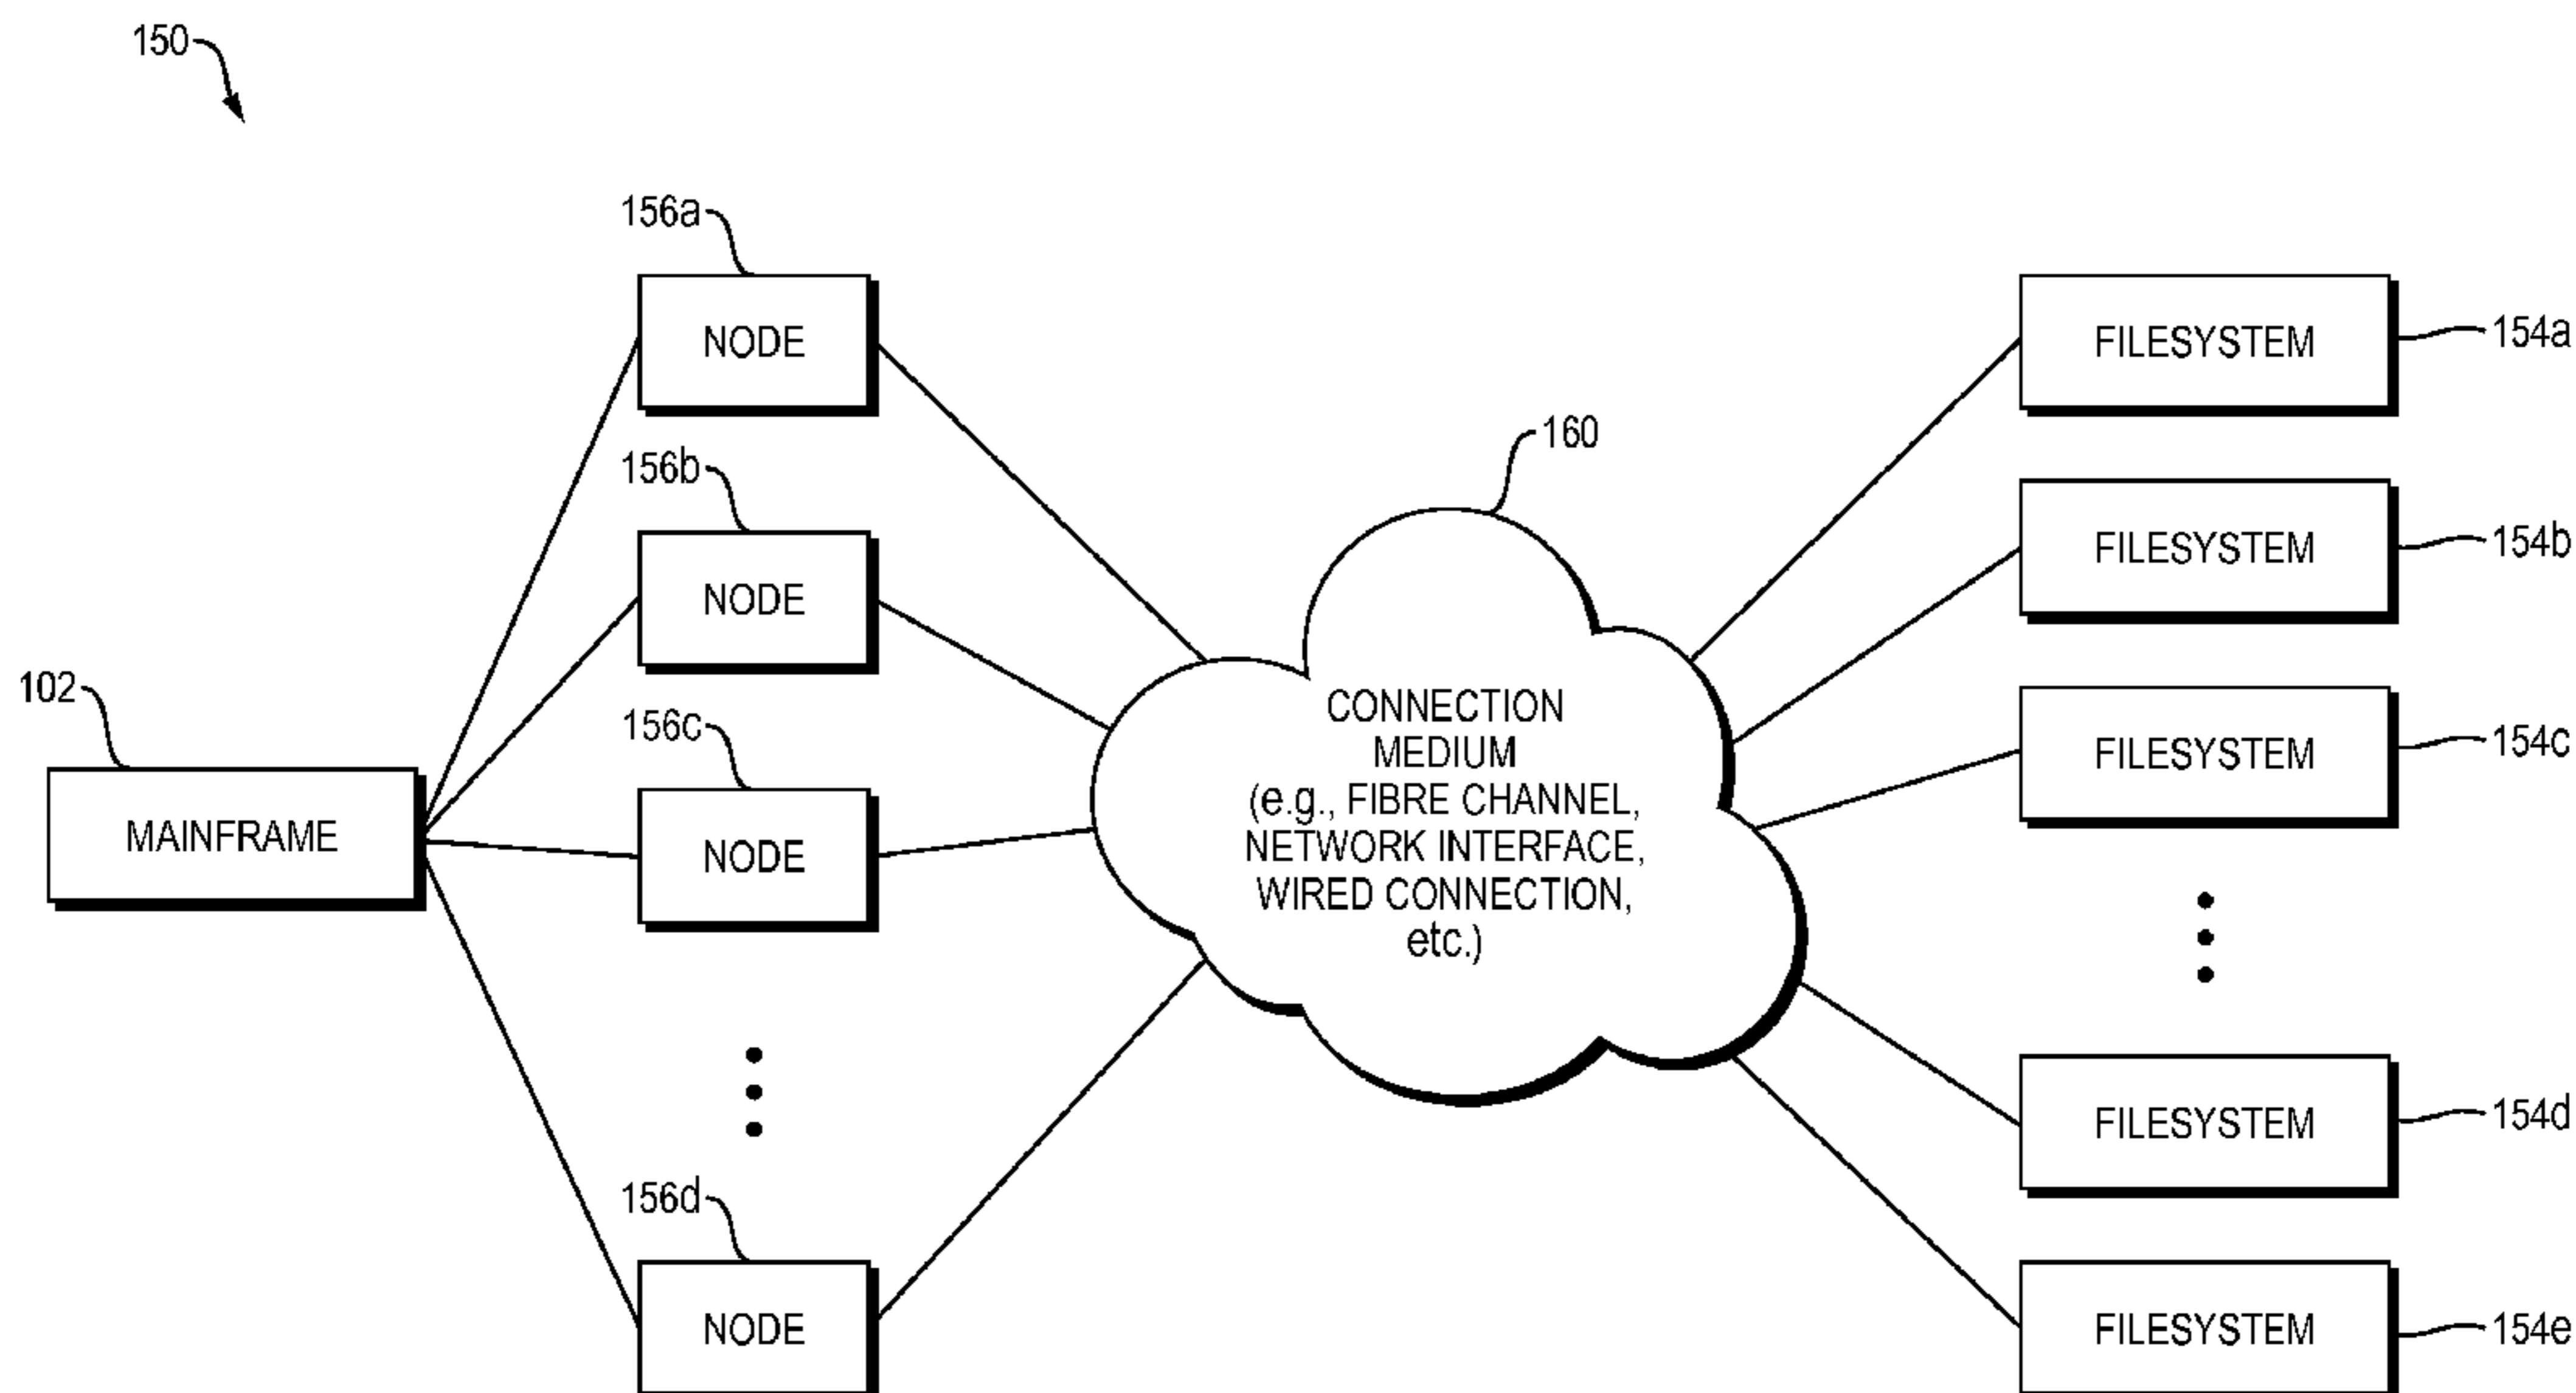 150
156a
NODE
FILESYSTEM
154a
160
156b
NODE
FILESYSTEM
154b
102
MAINFRAME
156c
NODE
CONNECTION
MEDIUM
(e.g., FIBRE CHANNEL,
NETWORK INTERFACE,
WIRED CONNECTION,
etc.)
FILESYSTEM
154c
156d
NODE
FILESYSTEM
154d
FILESYSTEM
154e